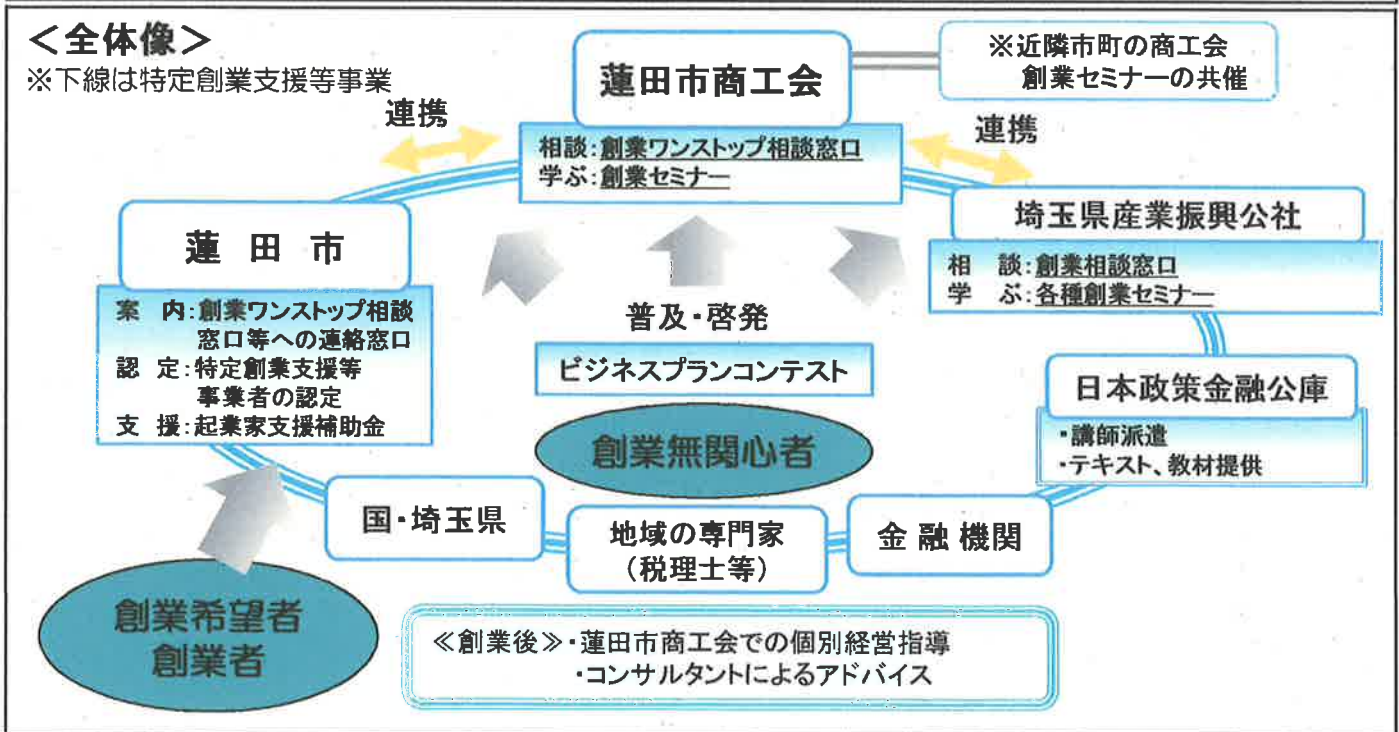 ＜全体像＞
※下線は特定創業支援等事業
蓮田市商工会
※近隣市町の商工会
創業セミナーの共催
連携
連携
相談:創業ワンストップ相談窓口
学ぶ:創業セミナー
蓮田市
案内:創業ワンストップ相談
窓口等への連絡窓口
認定:特定創業支援等
事業者の認定
支援:起業家支援補助金
埼玉県産業振興公社
相談:創業相談窓口
学ぶ:各種創業セミナー
普及・啓発
ビジネスプランコンテスト
創業無関心者
日本政策金融公庫
・講師派遣
・テキスト、教材提供
国・埼玉県
地域の専門家
（税理士等）
金融機関
創業希望者
創業者
≪創業後≫・蓮田市商工会での個別経営指導
・コンサルタントによるアドバイス